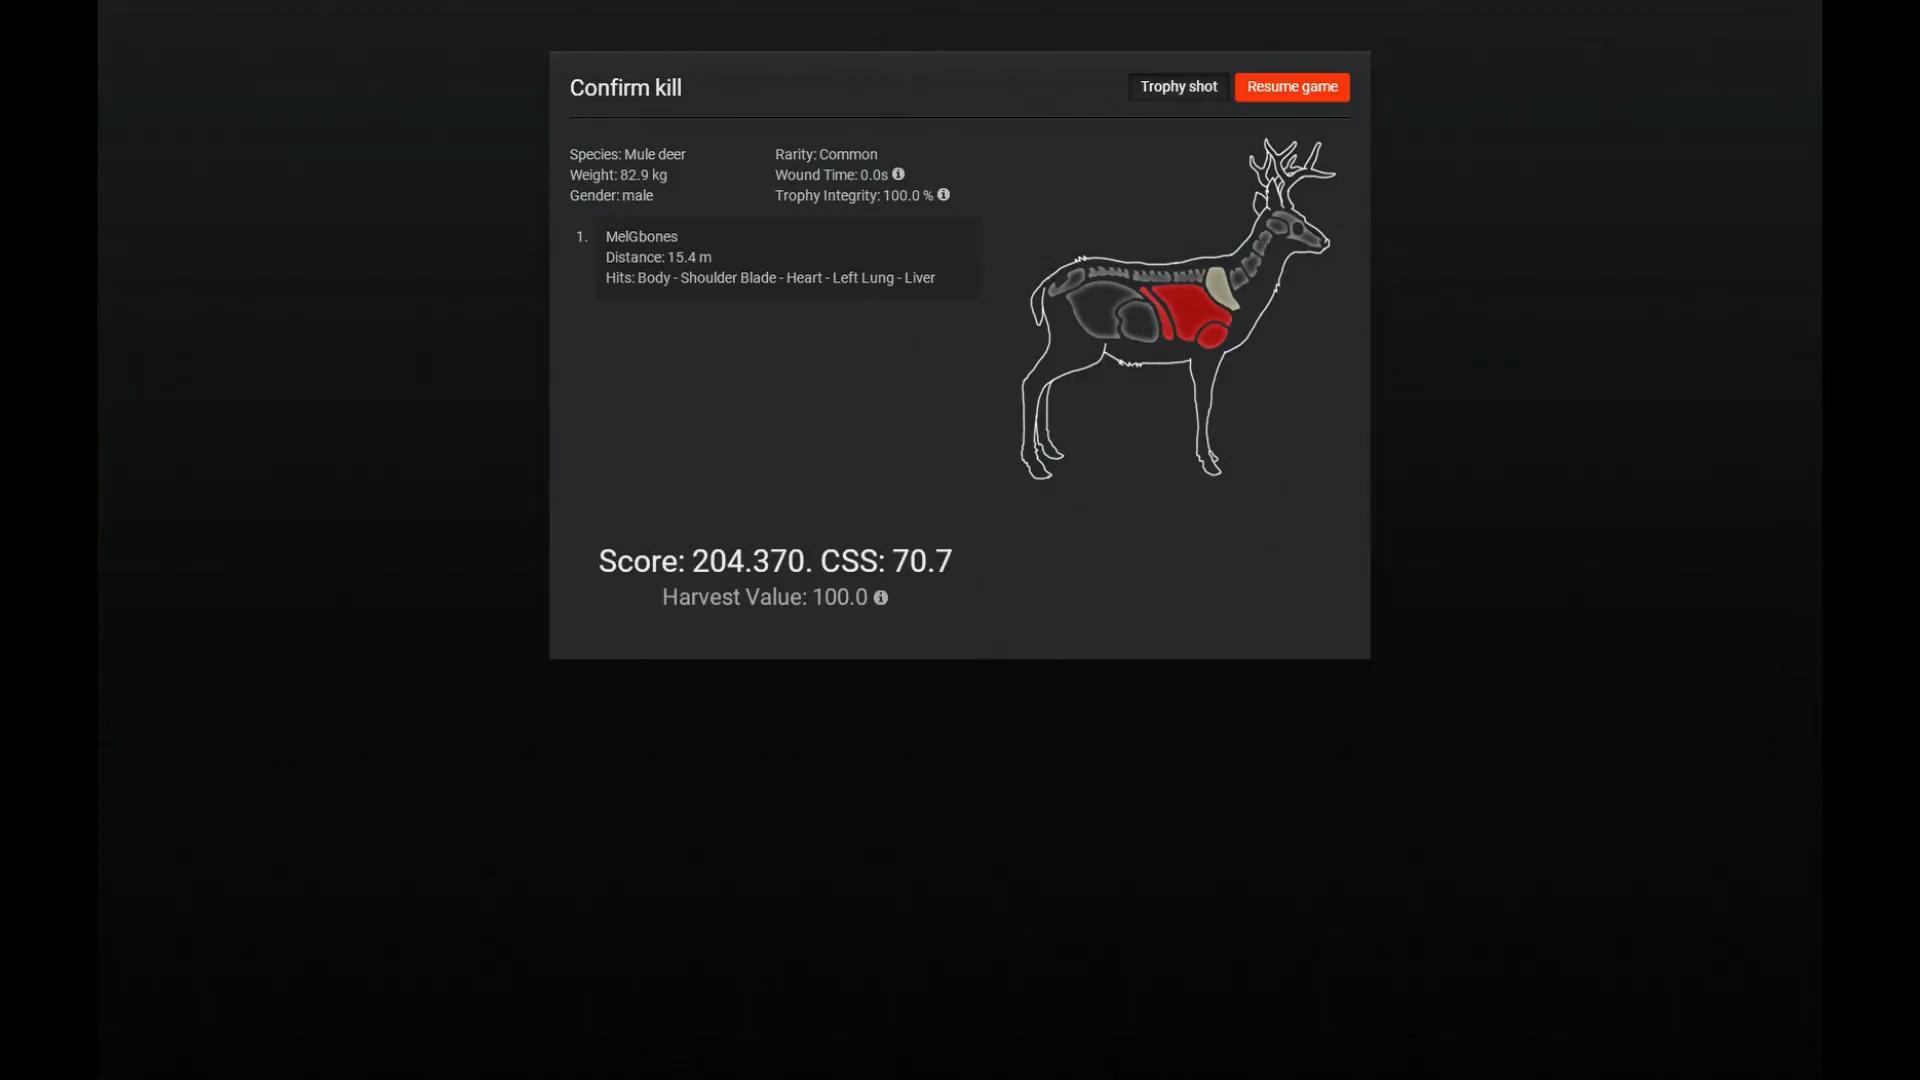 Confirm kill
Trophy shot
Resume game
Species: Mule deer
Weight: 82.9 kg
Gender: male
Rarity: Common
Wound Time: 0.0s
Trophy Integrity: 100.0 %
1.
MelGbones
Distance: 15.4 m
Hits: Body - Shoulder Blade - Heart - Left Lung - Liver
Score: 204.370. CSS: 70.7
Harvest Value: 100.0